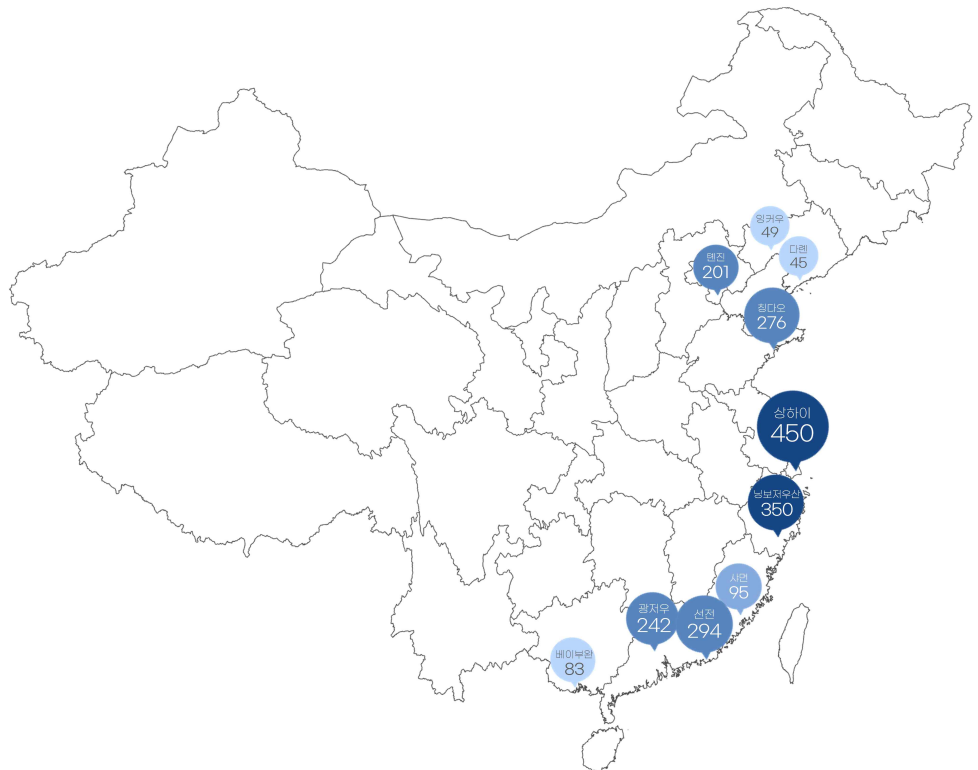 잉커우
49
다롄
45
톈진
201
칭다오
276
상하이
450
닝보저우산
350
샤먼
95
광저우
242
선전
294
베이부완
83